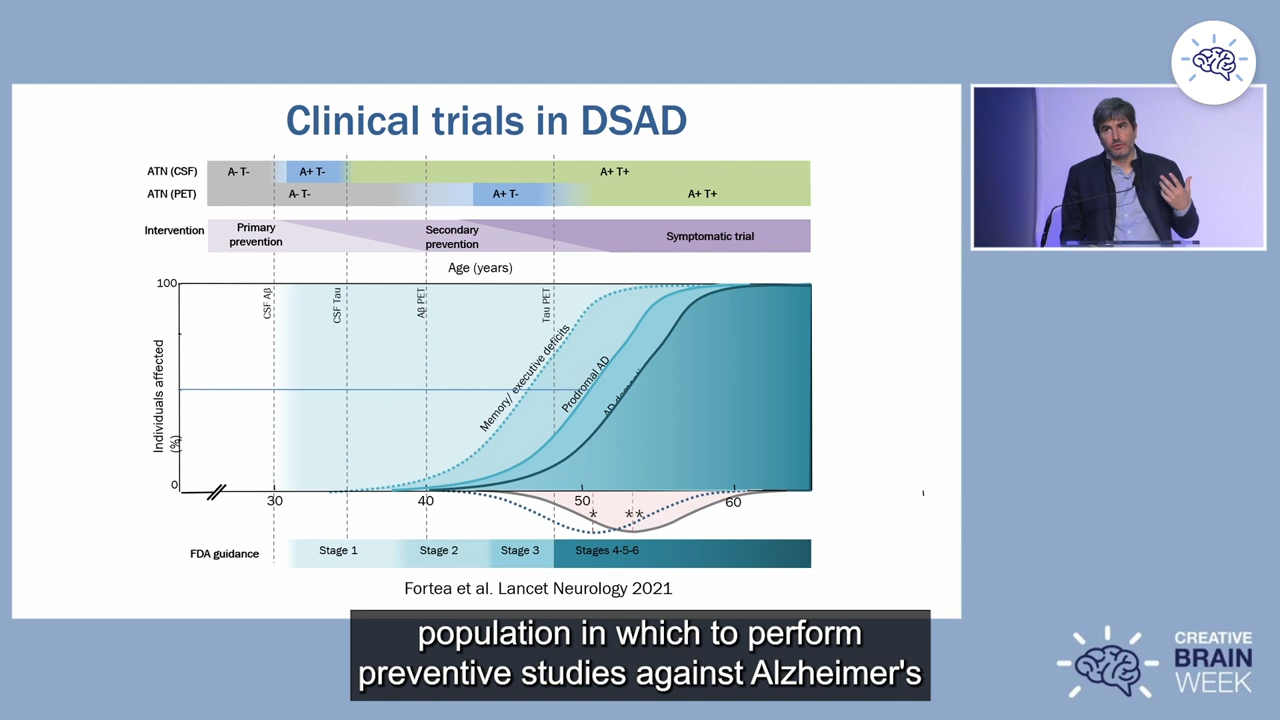 Clinical trials in DSAD
ATN (CSF) A- T- A+ T- A+ T+
ATN (PET) A- T- A+ T- A+ T+
Intervention Primary prevention Secondary prevention Symptomatic trial
Age (years)
100
CSF Aβ
CSF Tau
Aβ PET
Tau PET
Individuals affected
(%)
Memory/ executive deficits
Prodromal AD
0
30 40 50 60
* **
FDA guidance Stage 1 Stage 2 Stage 3 Stages 4-5-6
Fortea et al. Lancet Neurology 2021
population in which to perform
preventive studies against Alzheimer's
CREATIVE
BRAIN
WEEK